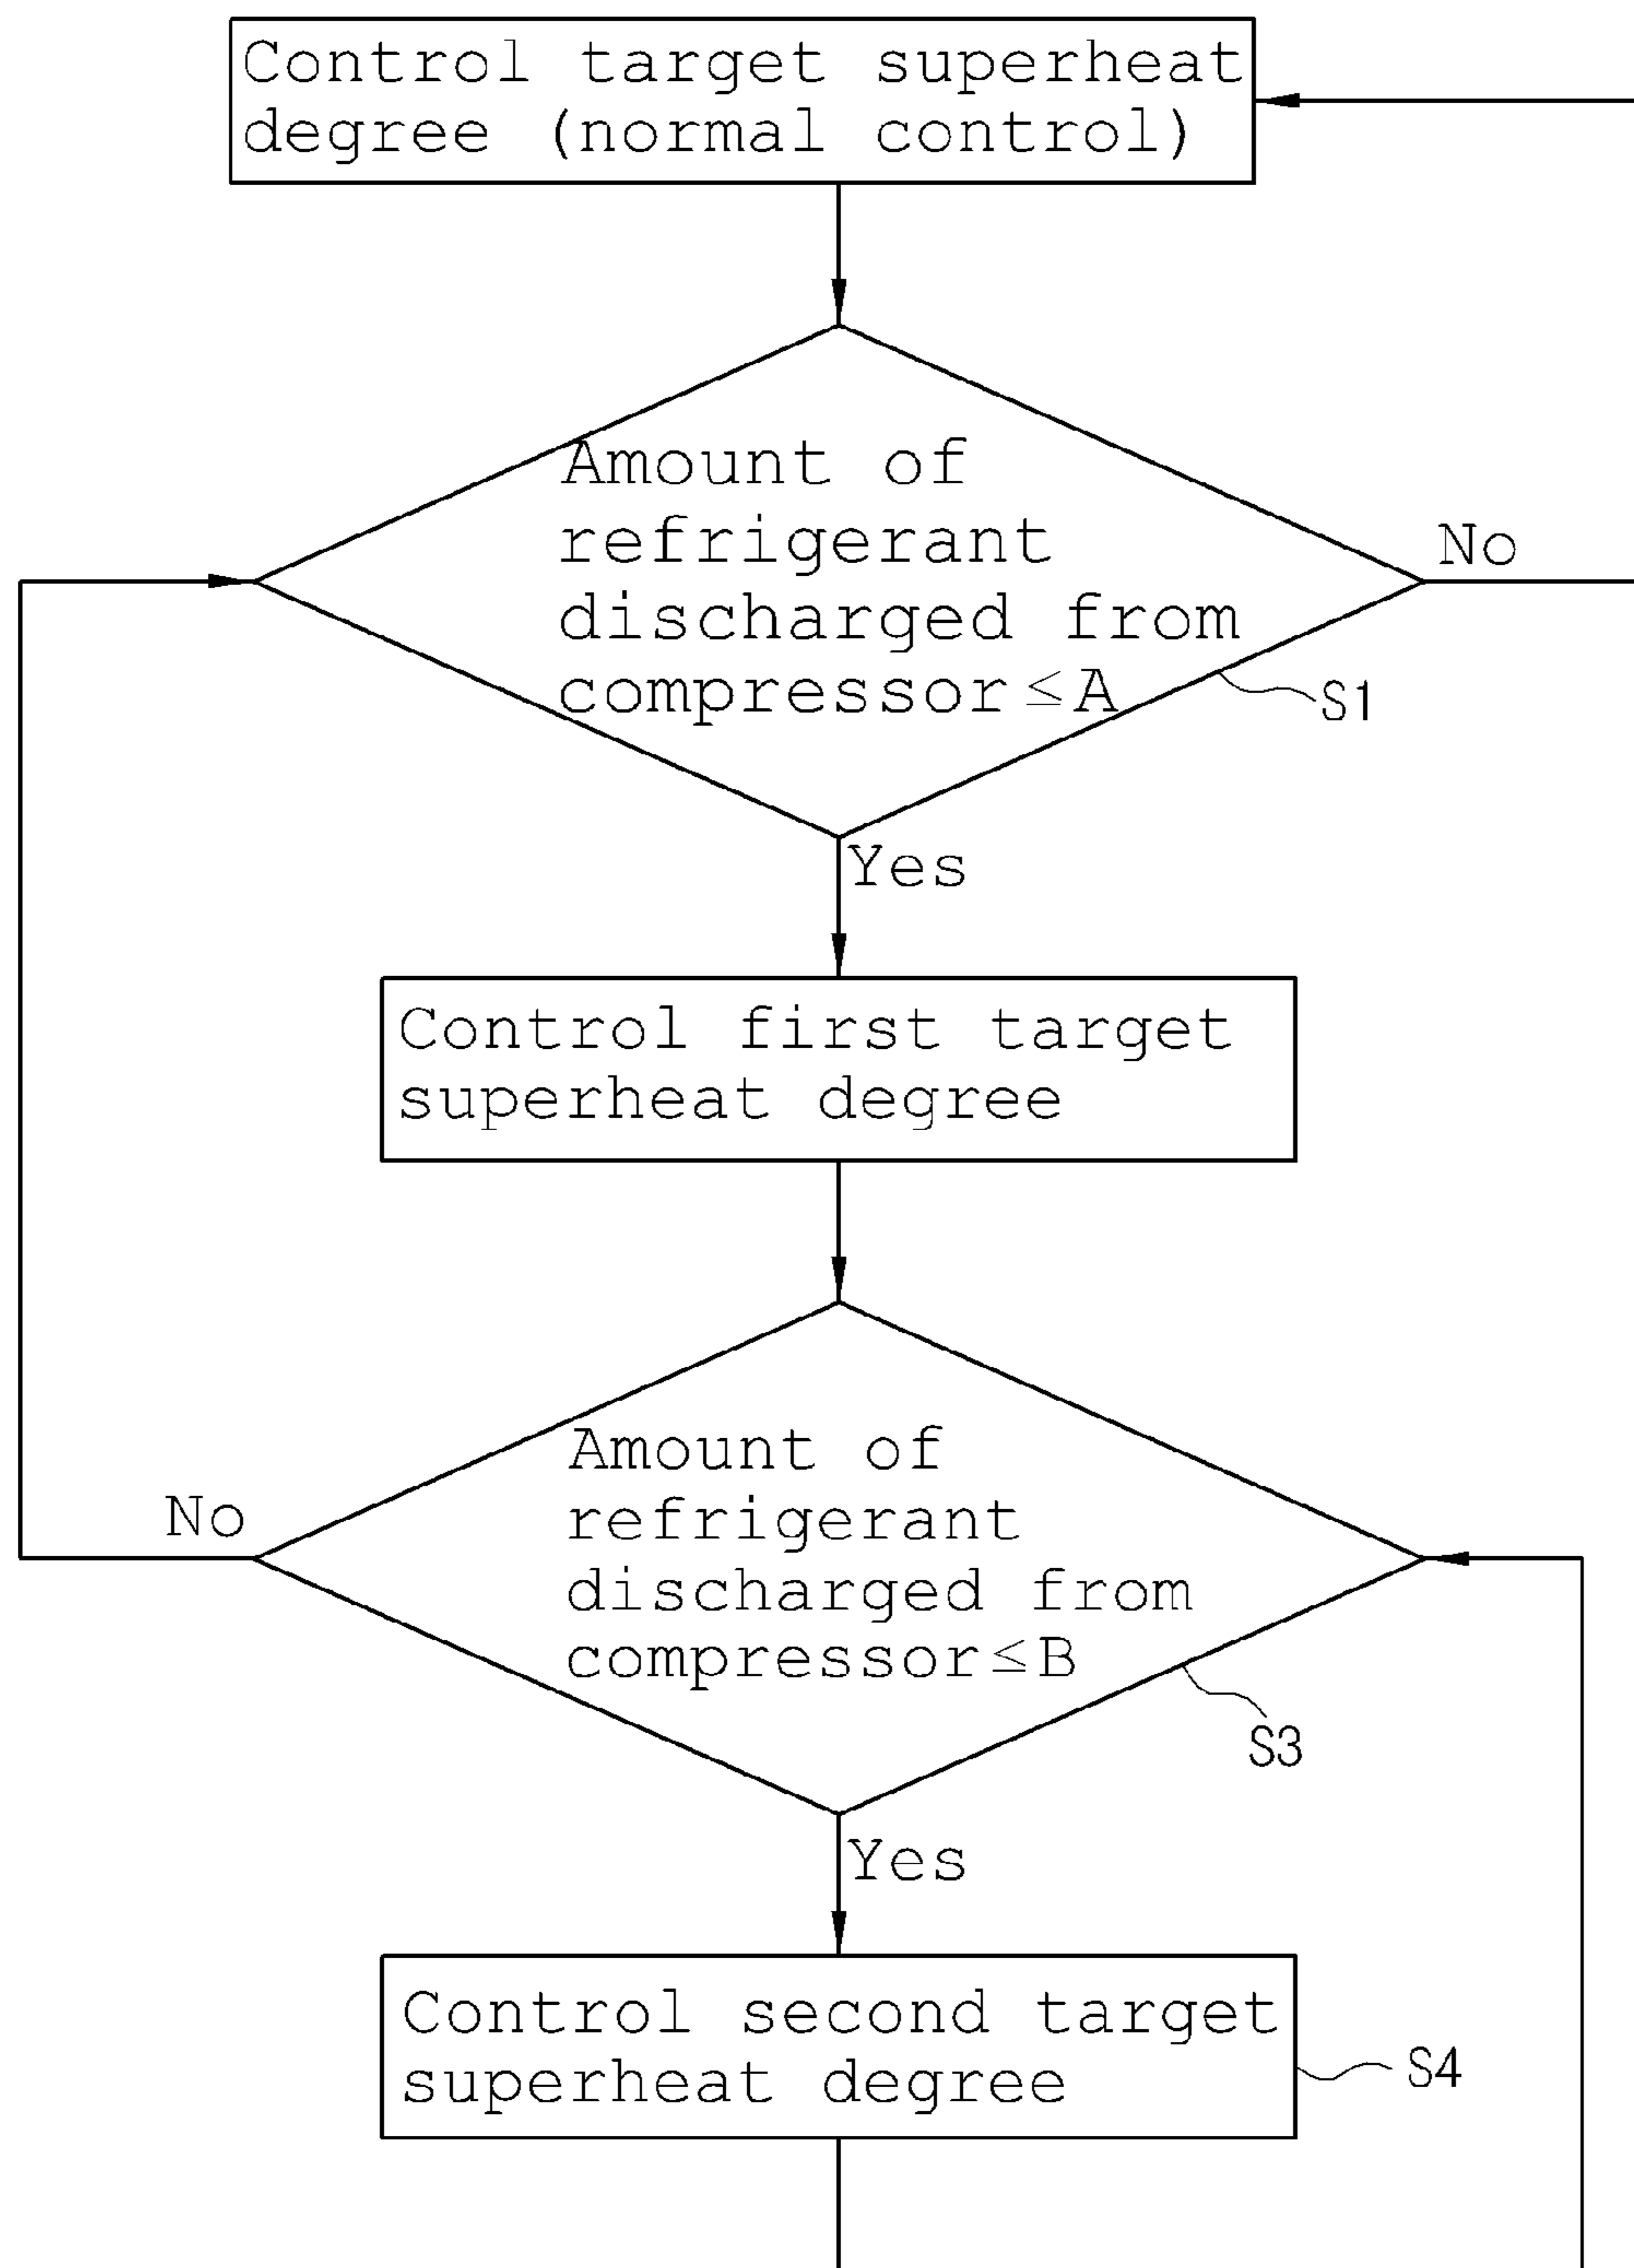 Control target superheat
degree (normal control)
Amount of
refrigerant
discharged from
compressor≤A
No
S1
Yes
Control first target
superheat degree
Amount of
refrigerant
discharged from
compressor≤B
No
S3
Yes
Control second target
superheat degree
S4